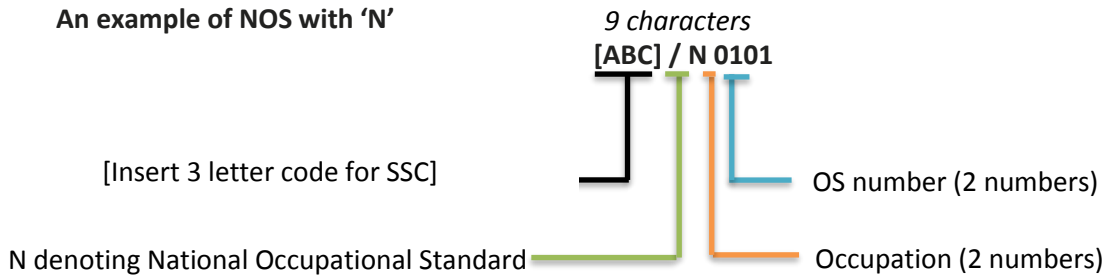 An example of NOS with ‘N’
9 characters
[ABC] / N 0101
[Insert 3 letter code for SSC]
OS number (2 numbers)
N denoting National Occupational Standard
Occupation (2 numbers)